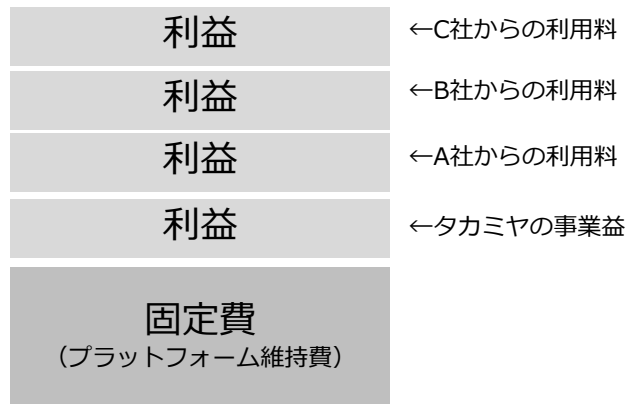 利益 ←C社からの利用料
利益 ←B社からの利用料
利益 ←A社からの利用料
利益 ←タカミヤの事業益
固定費
（プラットフォーム維持費）